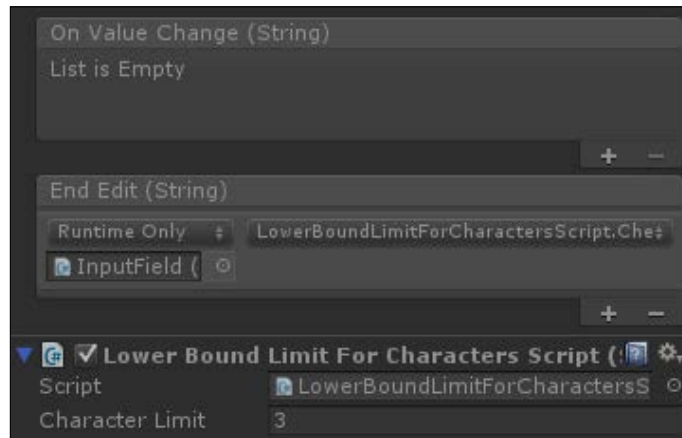 On Value Change (String)
List is Empty
+ −
End Edit (String)
Runtime Only LowerBoundLimitForCharactersScript.Che
InputField (
+ −
Lower Bound Limit For Characters Script (
Script LowerBoundLimitForCharactersS
Character Limit 3